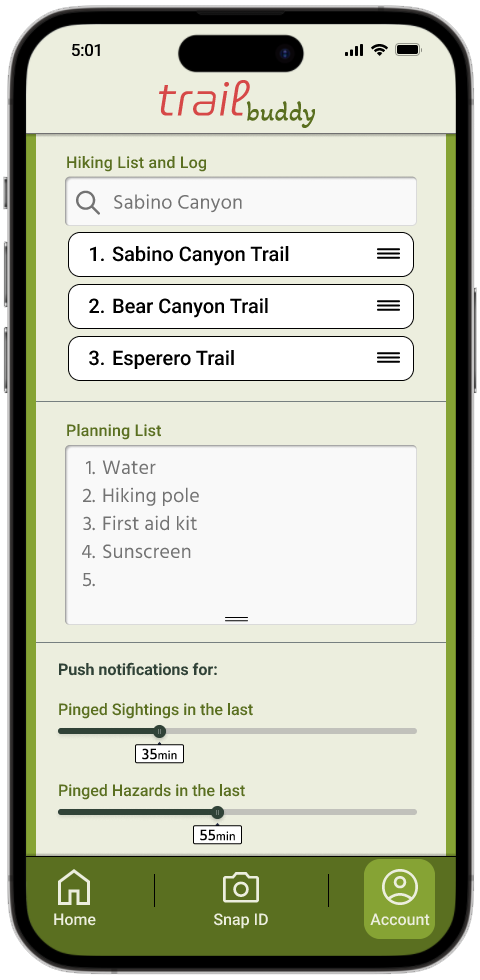 5:01
trail
buddy
Hiking List and Log
Sabino Canyon
1. Sabino Canyon Trail
2. Bear Canyon Trail
3. Esperero Trail
Planning List
1. Water
2. Hiking pole
3. First aid kit
4. Sunscreen
5.
Push notifications for:
Pinged Sightings in the last
35min
Pinged Hazards in the last
55min
Home
Snap ID
Account